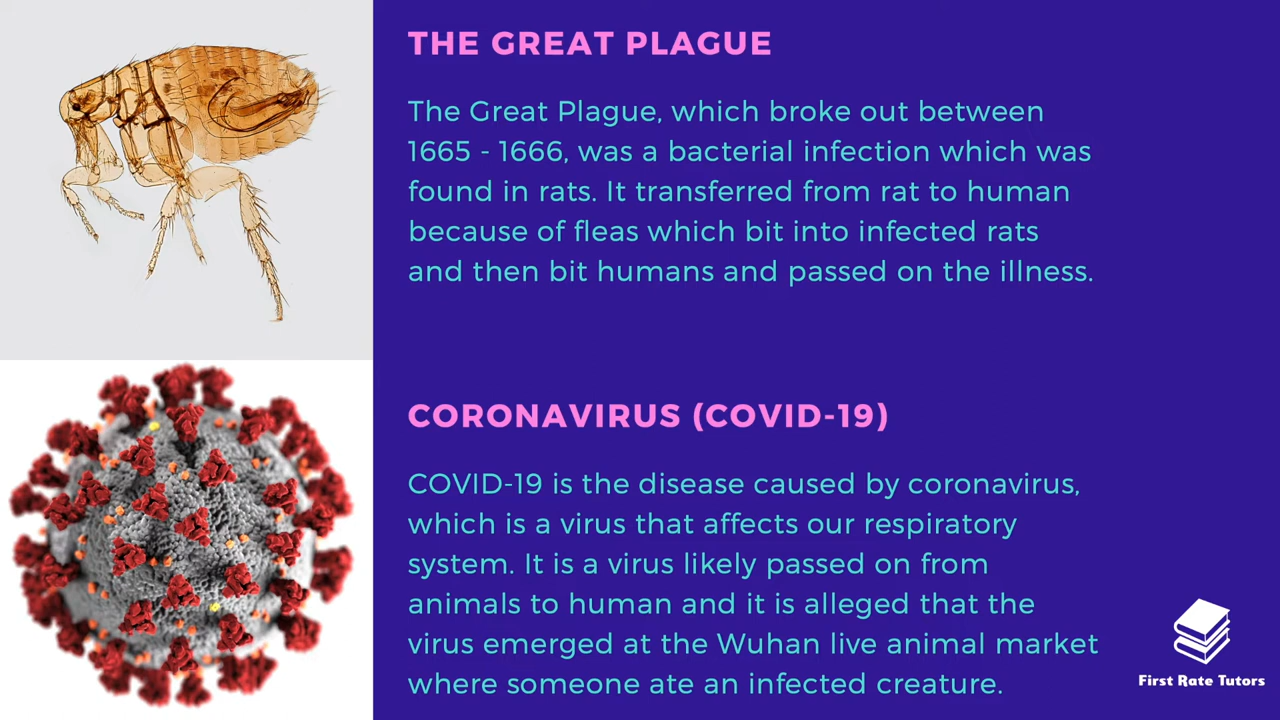 THE GREAT PLAGUE
The Great Plague, which broke out between
1665 - 1666, was a bacterial infection which was
found in rats. It transferred from rat to human
because of fleas which bit into infected rats
and then bit humans and passed on the illness.
CORONAVIRUS (COVID-19)
COVID-19 is the disease caused by coronavirus,
which is a virus that affects our respiratory
system. It is a virus likely passed on from
animals to human and it is alleged that the
virus emerged at the Wuhan live animal market
where someone ate an infected creature.
First Rate Tutors